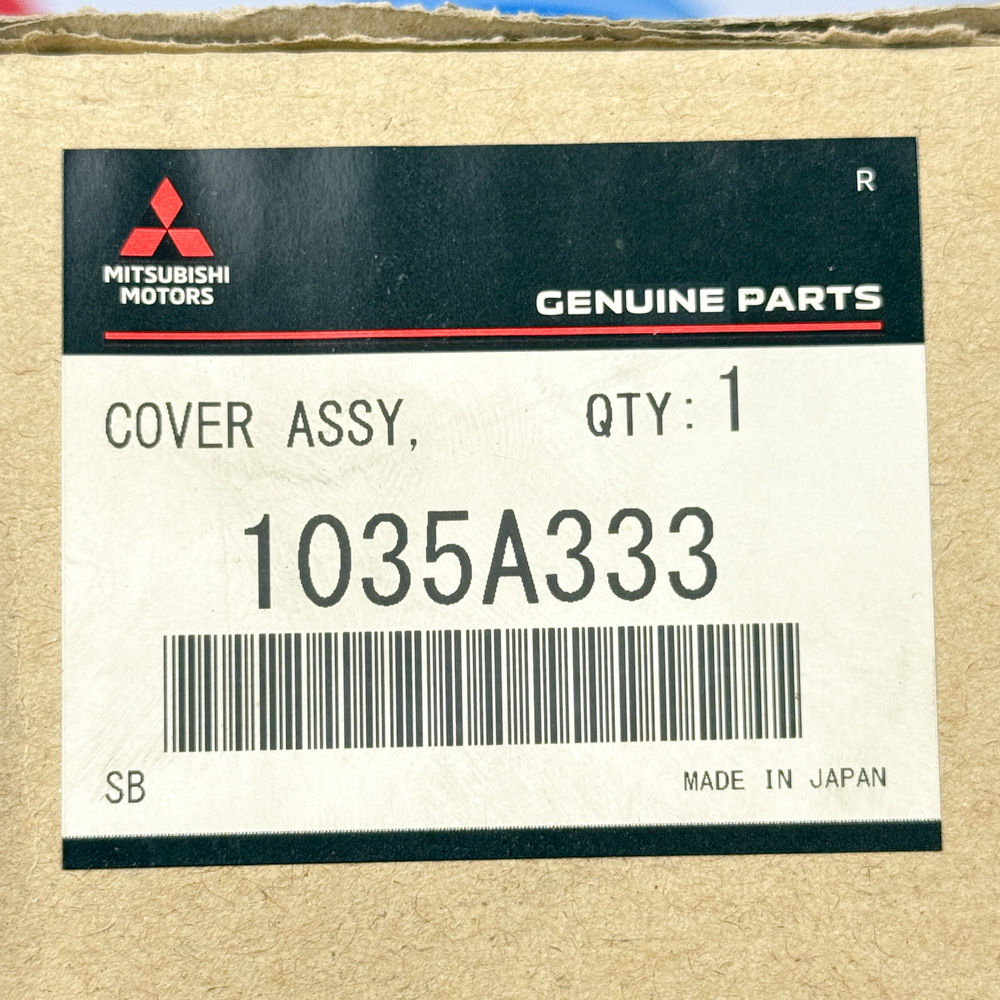 R
MITSUBISHI
MOTORS
GENUINE PARTS
COVER ASSY, QTY: 1
1035A333
SB MADE IN JAPAN